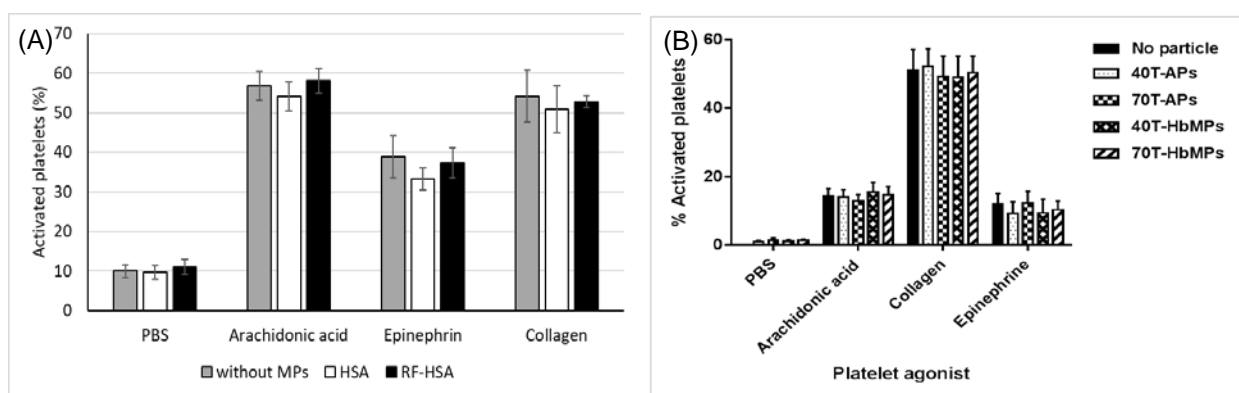 (A)
Activated platelets (%)
70
60
50
40
30
20
10
0
PBS
Arachidonic acid
Epinephrin
Collagen
without MPs
HSA
RF-HSA
(B)
% Activated platelets
60
40
20
0
PBS
Arachidonic acid
Collagen
Epinephrine
Platelet agonist
No particle
40T-APs
70T-APs
40T-HbMPs
70T-HbMPs